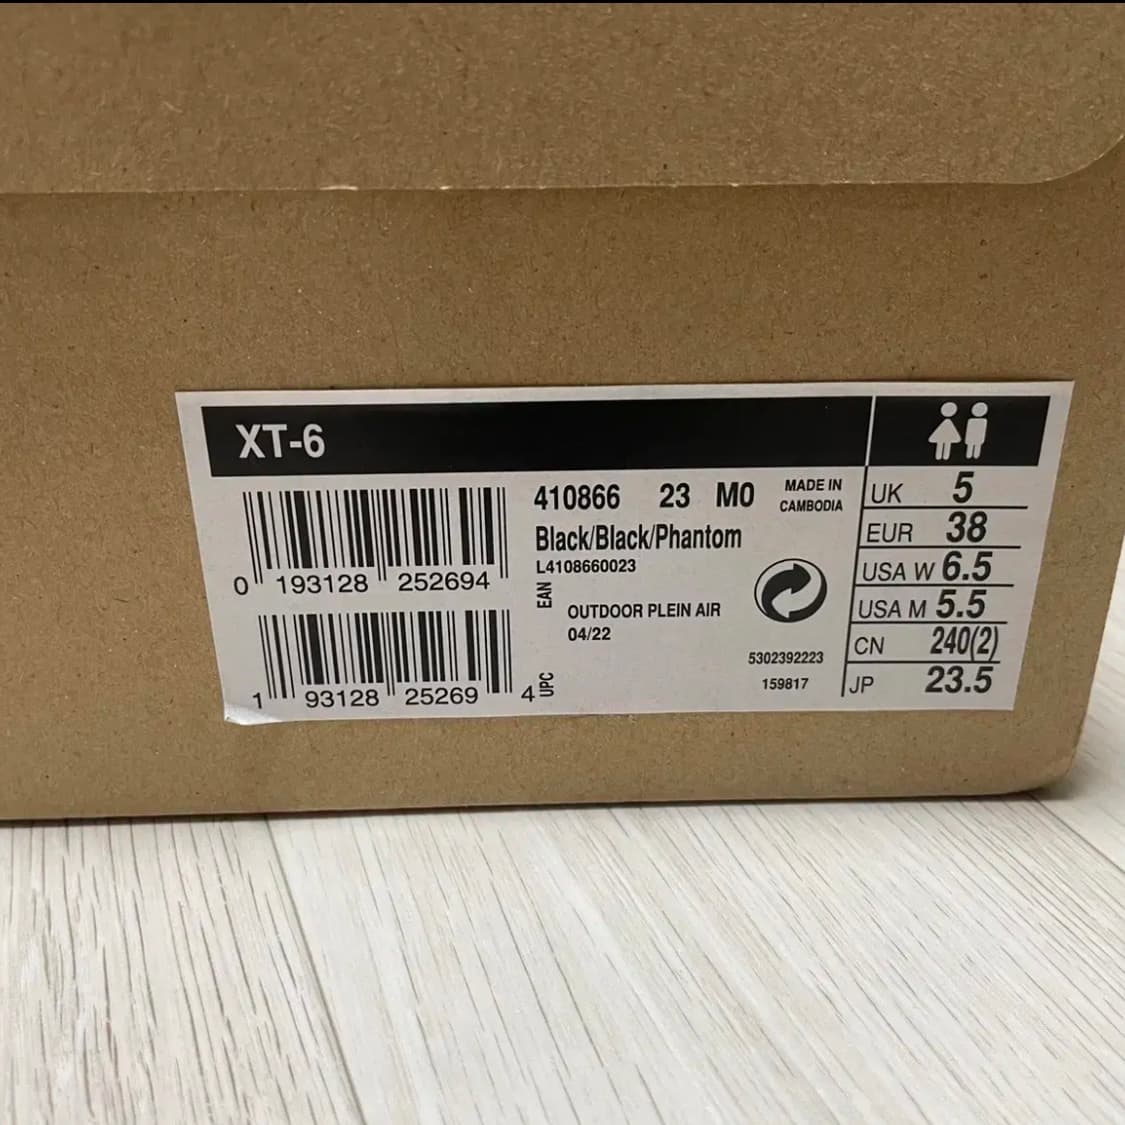 XT-6
410866 23 M0
MADE IN
CAMBODIA
Black/Black/Phantom
L4108660023
0 193128 252694
EAN
OUTDOOR PLEIN AIR
04/22
1 93128 25269 4
UPC
5302392223
159817
UK 5
EUR 38
USA W 6.5
USA M 5.5
CN 240(2)
JP 23.5